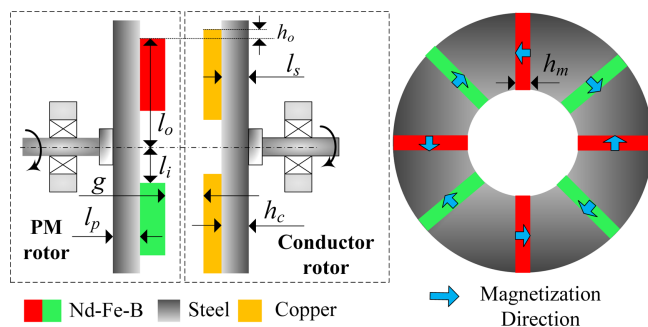 h_o
l_s
l_o
l_i
g
l_p
h_c
PM
rotor
Conductor
rotor
h_m
Nd-Fe-B
Steel
Copper
Magnetization
Direction